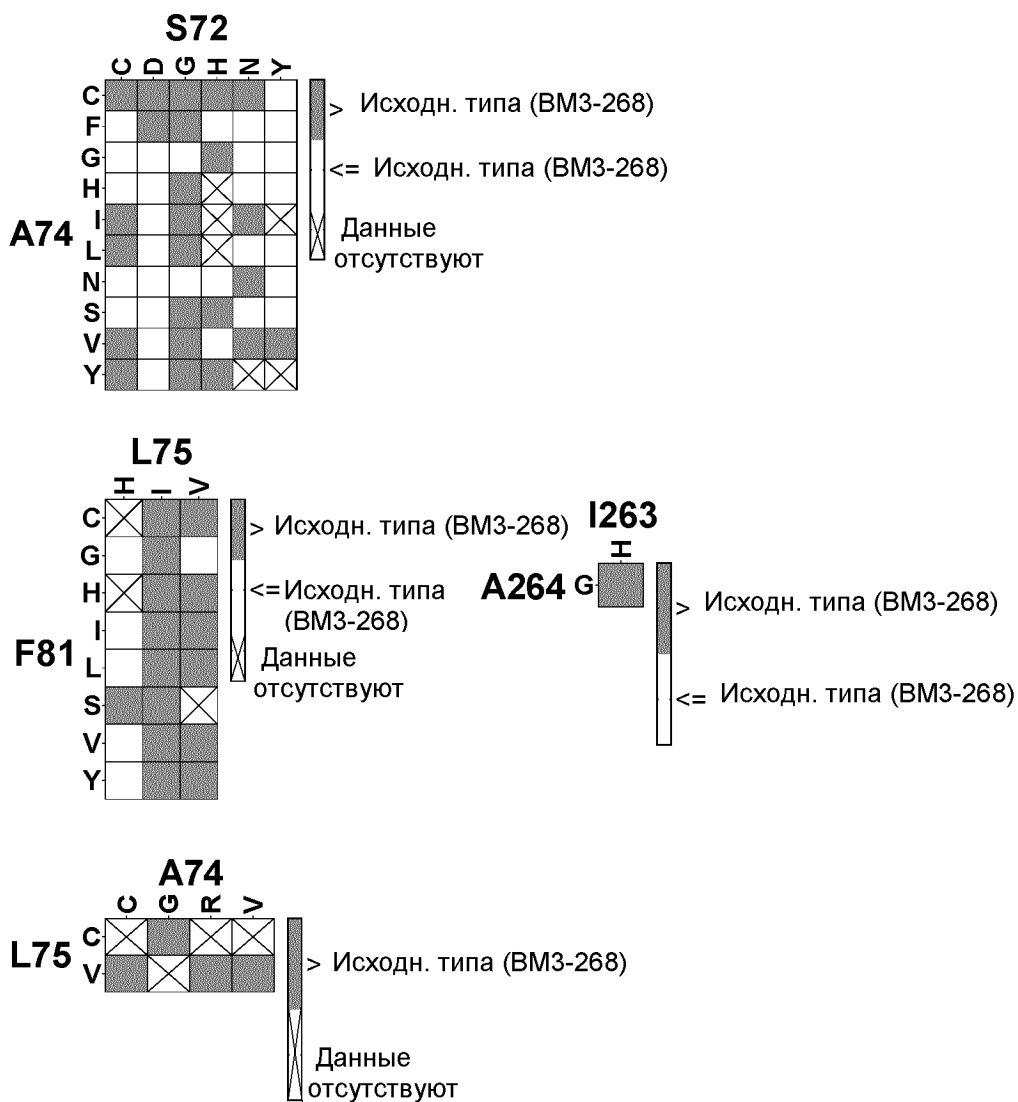 S72
C D G H N Y
C
F
G
H
I
L
N
S
V
Y
A74
> Исходн. типа (BM3-268)
<= Исходн. типа (BM3-268)
Данные
отсутствуют
L75
H I V
C
G
H
I
L
S
V
Y
F81
> Исходн. типа (BM3-268)
<= Исходн. типа
(BM3-268)
Данные
отсутствуют
I263
H
A264 G
> Исходн. типа (BM3-268)
<= Исходн. типа (BM3-268)
A74
C G R V
C
V
L75
> Исходн. типа (BM3-268)
Данные
отсутствуют